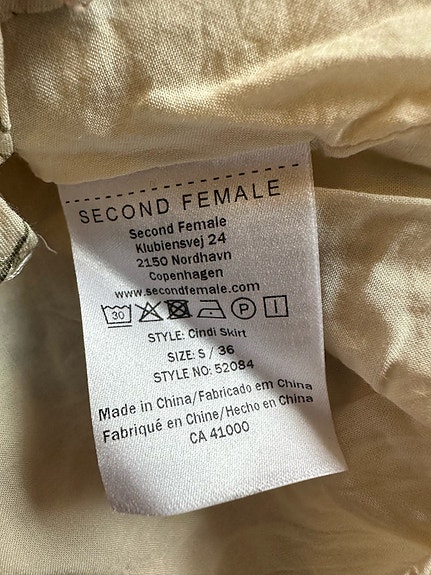 SECOND FEMALE
Second Female
Klubiensvej 24
2150 Nordhavn
Copenhagen
www.secondfemale.com
30 P
STYLE: Cindi Skirt
SIZE: S / 36
STYLE NO: 52084
Made in China/Fabricado em China
Fabriqué en Chine/Hecho en China
CA 41000